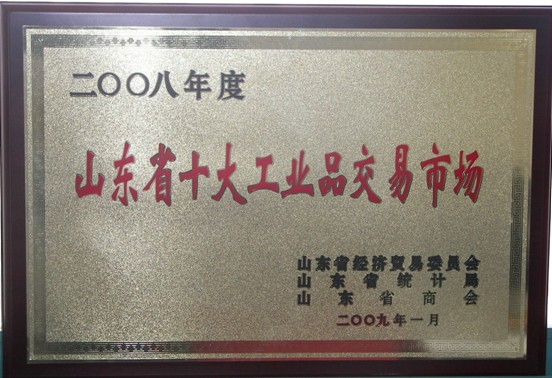 二〇〇八年度
山东省十大工业品交易市场
山东省经济贸易委员会
山东省统计局
山东省商会
二〇〇九年一月